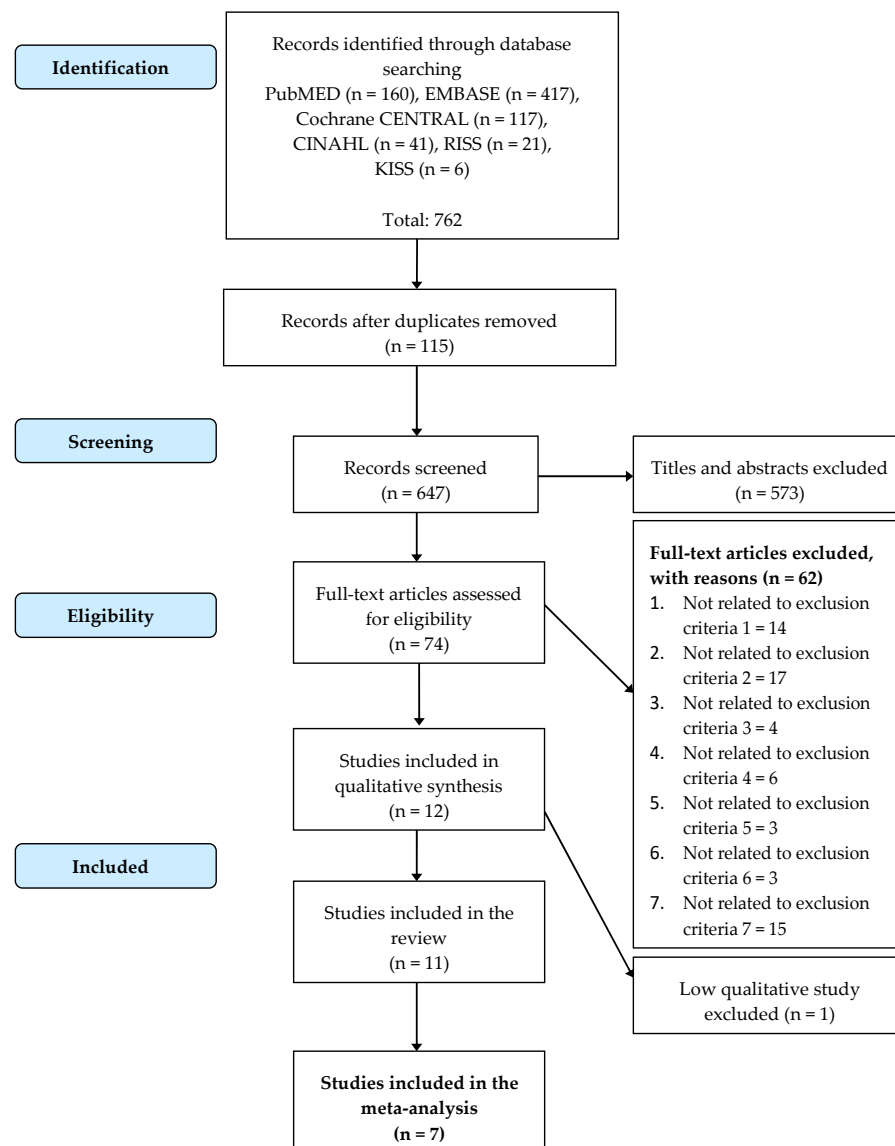 Identification
Records identified through database
searching
PubMED (n = 160), EMBASE (n = 417),
Cochrane CENTRAL (n = 117),
CINAHL (n = 41), RISS (n = 21),
KISS (n = 6)
Total: 762
Records after duplicates removed
(n = 115)
Screening
Records screened
(n = 647)
Titles and abstracts excluded
(n = 573)
Eligibility
Full-text articles assessed
for eligibility
(n = 74)
Full-text articles excluded,
with reasons (n = 62)
1. Not related to exclusion
criteria 1 = 14
2. Not related to exclusion
criteria 2 = 17
3. Not related to exclusion
criteria 3 = 4
4. Not related to exclusion
criteria 4 = 6
5. Not related to exclusion
criteria 5 = 3
6. Not related to exclusion
criteria 6 = 3
7. Not related to exclusion
criteria 7 = 15
Studies included in
qualitative synthesis
(n = 12)
Included
Studies included in the
review
(n = 11)
Low qualitative study
excluded (n = 1)
Studies included in the
meta-analysis
(n = 7)